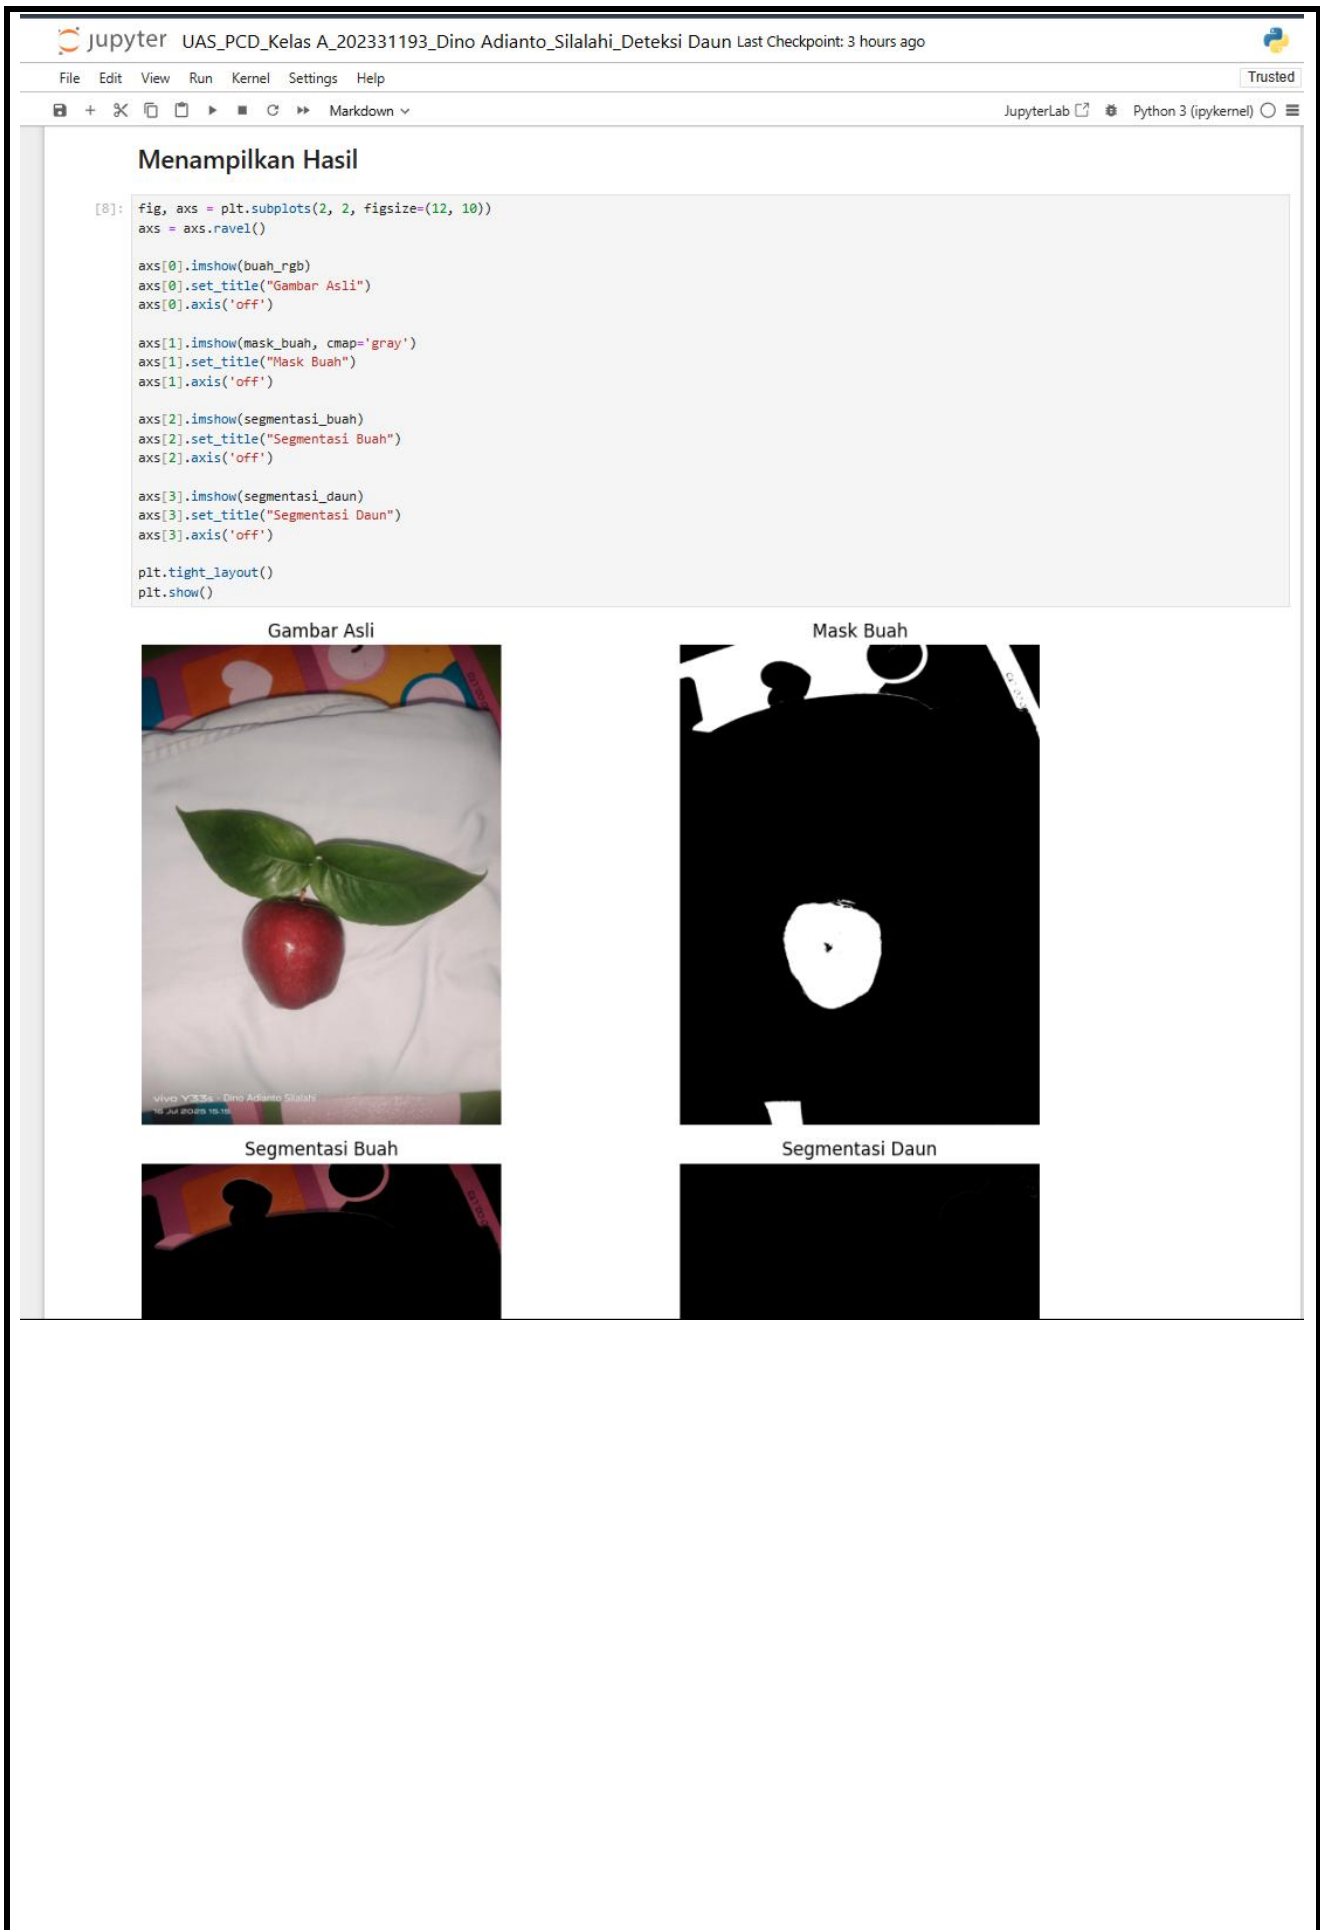 jupyter UAS_PCD_Kelas A_202331193_Dino Adianto_Silalahi_Deteksi Daun Last Checkpoint: 3 hours ago
File Edit View Run Kernel Settings Help Trusted
Markdown JupyterLab Python 3 (ipykernel)
Menampilkan Hasil
[8]: fig, axs = plt.subplots(2, 2, figsize=(12, 10))
axs = axs.ravel()
axs[0].imshow(buah_rgb)
axs[0].set_title("Gambar Asli")
axs[0].axis('off')
axs[1].imshow(mask_buah, cmap='gray')
axs[1].set_title("Mask Buah")
axs[1].axis('off')
axs[2].imshow(segmentasi_buah)
axs[2].set_title("Segmentasi Buah")
axs[2].axis('off')
axs[3].imshow(segmentasi_daun)
axs[3].set_title("Segmentasi Daun")
axs[3].axis('off')
plt.tight_layout()
plt.show()
Gambar Asli Mask Buah
vivo Y33s - Dino Adianto Silalahi
16 Jul 2025 15:15
Segmentasi Buah Segmentasi Daun